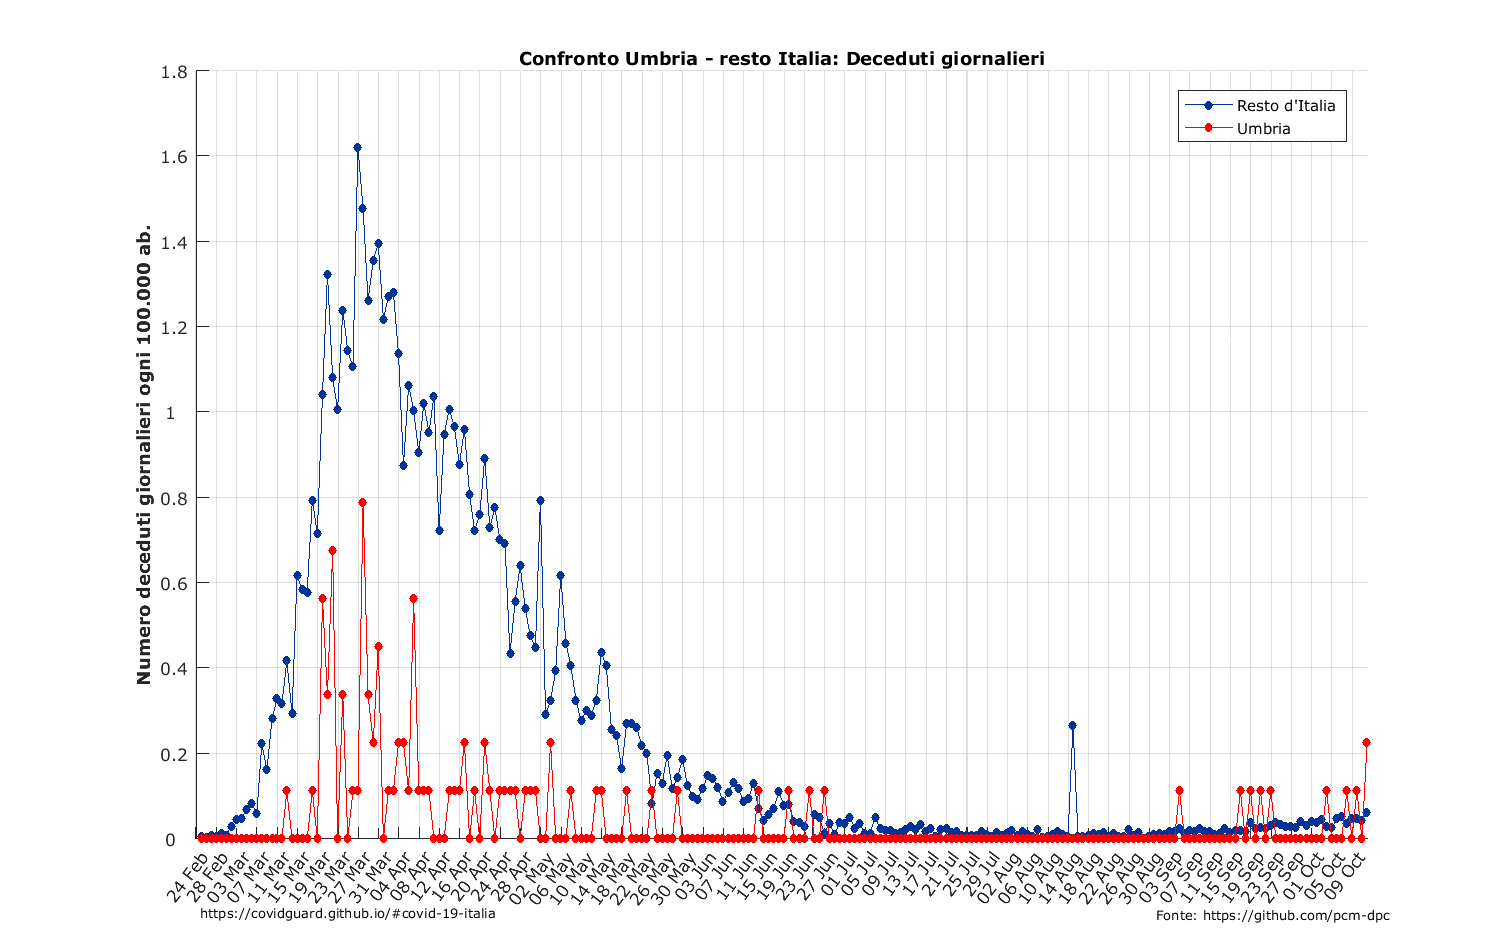 Confronto Umbria - resto Italia: Deceduti giornalieri
Resto d'Italia
Umbria
Numero deceduti giornalieri ogni 100.000 ab.
1.8
1.6
1.4
1.2
1
0.8
0.6
0.4
0.2
0
24 Feb
28 Feb
03 Mar
07 Mar
11 Mar
15 Mar
19 Mar
23 Mar
27 Mar
31 Mar
04 Apr
08 Apr
12 Apr
16 Apr
20 Apr
24 Apr
28 Apr
02 May
06 May
10 May
14 May
18 May
22 May
26 May
30 May
03 Jun
07 Jun
11 Jun
15 Jun
19 Jun
23 Jun
27 Jun
01 Jul
05 Jul
09 Jul
13 Jul
17 Jul
21 Jul
25 Jul
29 Jul
02 Aug
06 Aug
10 Aug
14 Aug
18 Aug
22 Aug
26 Aug
30 Aug
03 Sep
07 Sep
11 Sep
15 Sep
19 Sep
23 Sep
27 Sep
01 Oct
05 Oct
09 Oct
https://covidguard.github.io/#covid-19-italia
Fonte: https://github.com/pcm-dpc